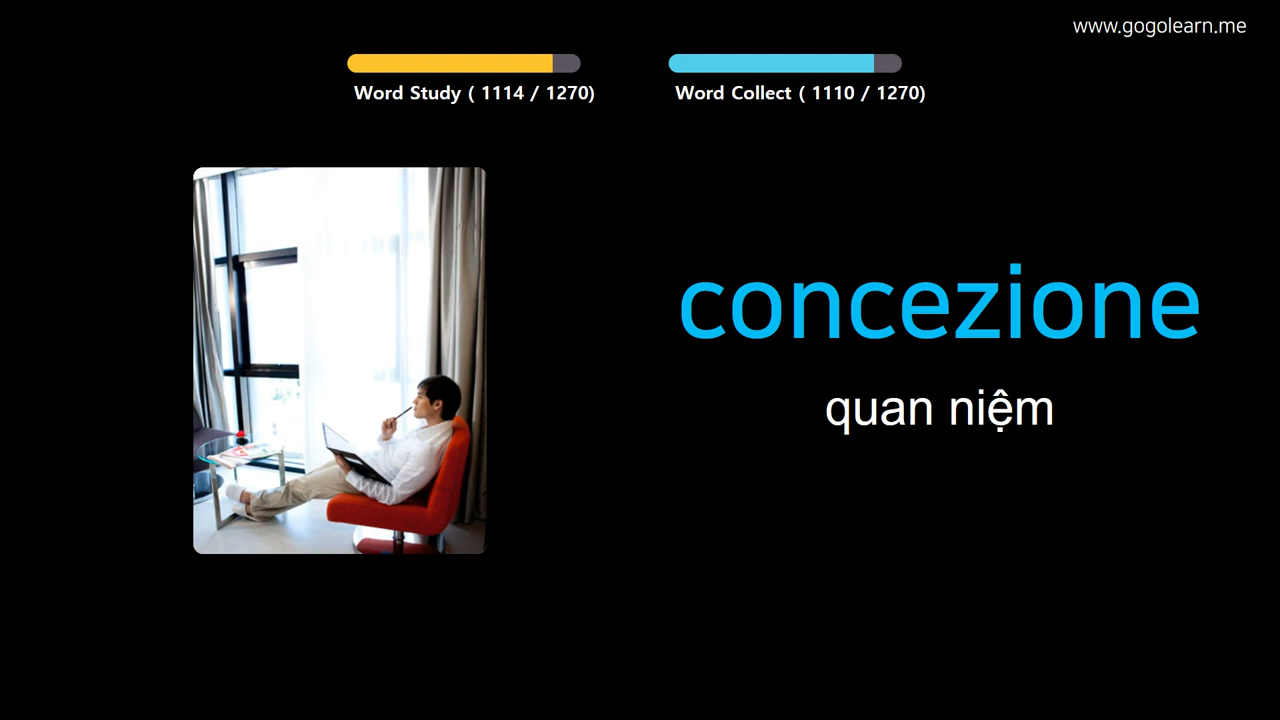 www.gogolearn.me
Word Study ( 1114 / 1270)
Word Collect ( 1110 / 1270)
concezione
quan niệm